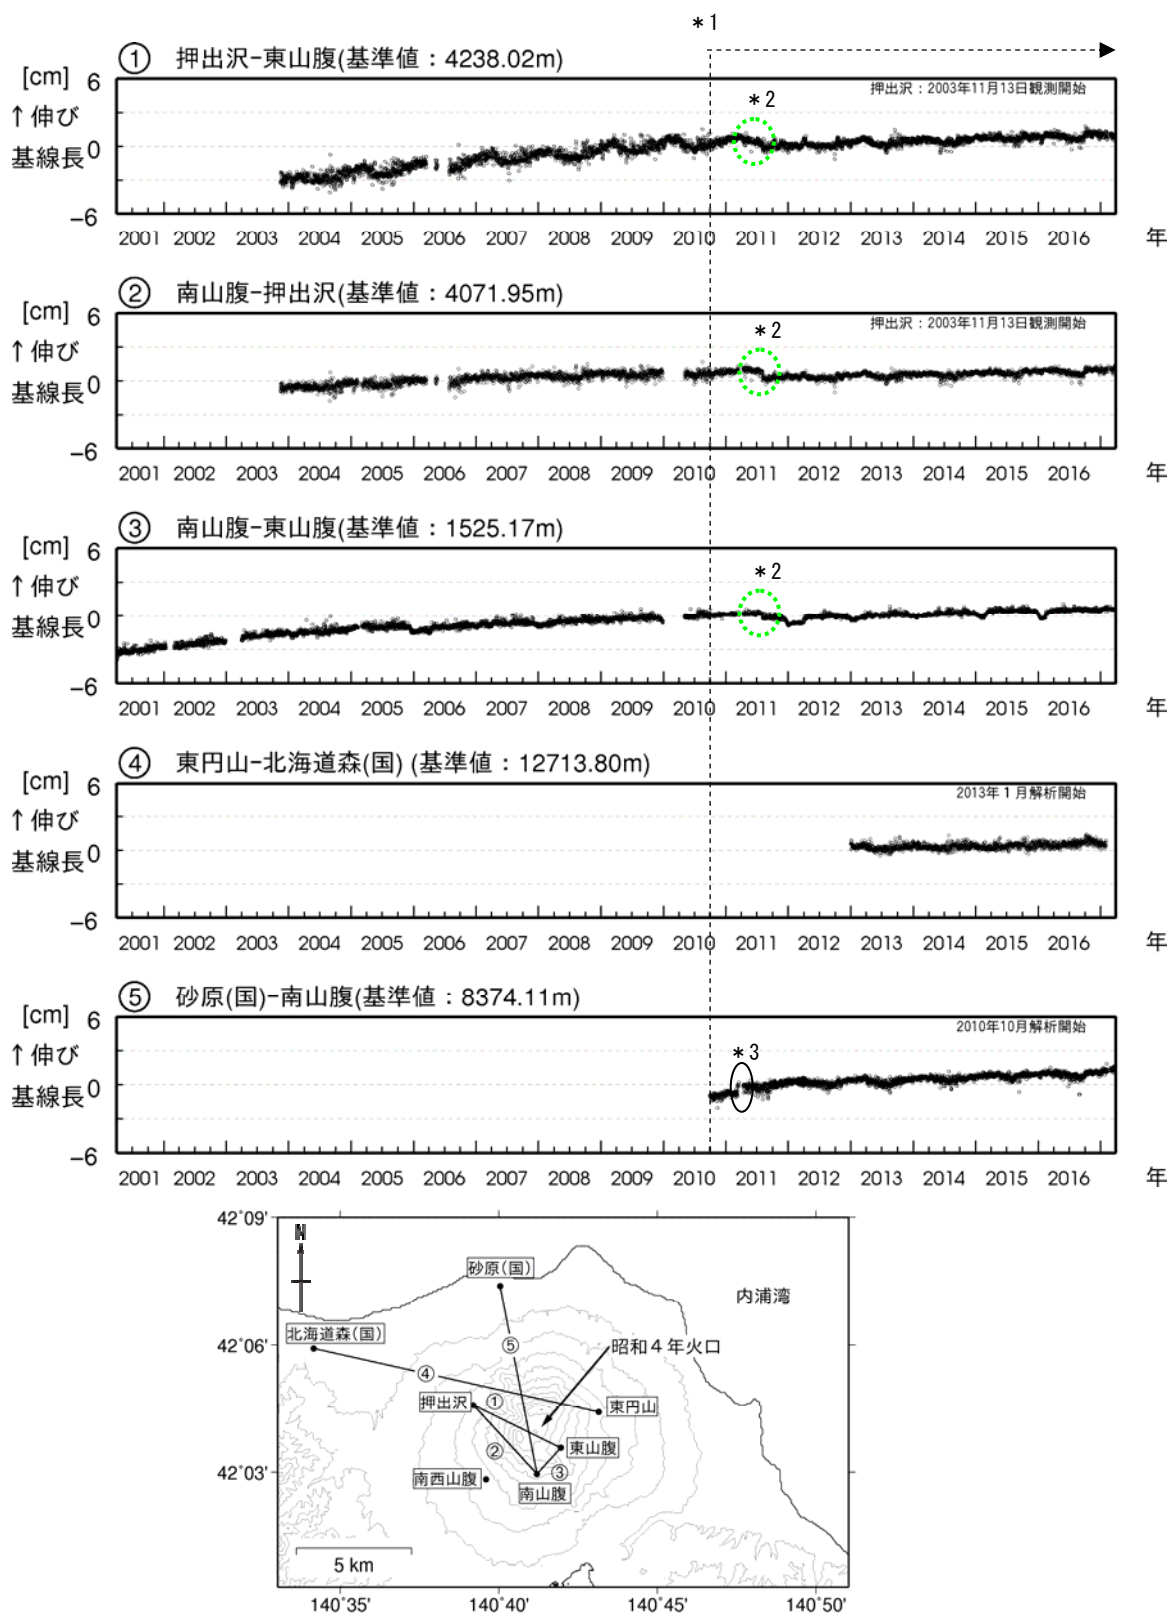 *1
① 押出沢−東山腹(基準値：4238.02m)
押出沢：2003年11月13日観測開始
[cm]
↑伸び
基線長
6
0
−6
*2
2001 2002 2003 2004 2005 2006 2007 2008 2009 2010 2011 2012 2013 2014 2015 2016 年
② 南山腹−押出沢(基準値：4071.95m)
押出沢：2003年11月13日観測開始
[cm]
↑伸び
基線長
6
0
−6
*2
2001 2002 2003 2004 2005 2006 2007 2008 2009 2010 2011 2012 2013 2014 2015 2016 年
③ 南山腹−東山腹(基準値：1525.17m)
[cm]
↑伸び
基線長
6
0
−6
*2
2001 2002 2003 2004 2005 2006 2007 2008 2009 2010 2011 2012 2013 2014 2015 2016 年
④ 東円山−北海道森(国) (基準値：12713.80m)
2013年1月解析開始
[cm]
↑伸び
基線長
6
0
−6
2001 2002 2003 2004 2005 2006 2007 2008 2009 2010 2011 2012 2013 2014 2015 2016 年
⑤ 砂原(国)−南山腹(基準値：8374.11m)
2010年10月解析開始
[cm]
↑伸び
基線長
6
0
−6
*3
2001 2002 2003 2004 2005 2006 2007 2008 2009 2010 2011 2012 2013 2014 2015 2016 年
42˚09'
N
砂原(国)
内浦湾
北海道森(国)
42˚06'
⑤
昭和４年火口
④
押出沢
①
東円山
東山腹
②
42˚03'
南西山腹
③
南山腹
5 km
140˚35' 140˚40' 140˚45' 140˚50'